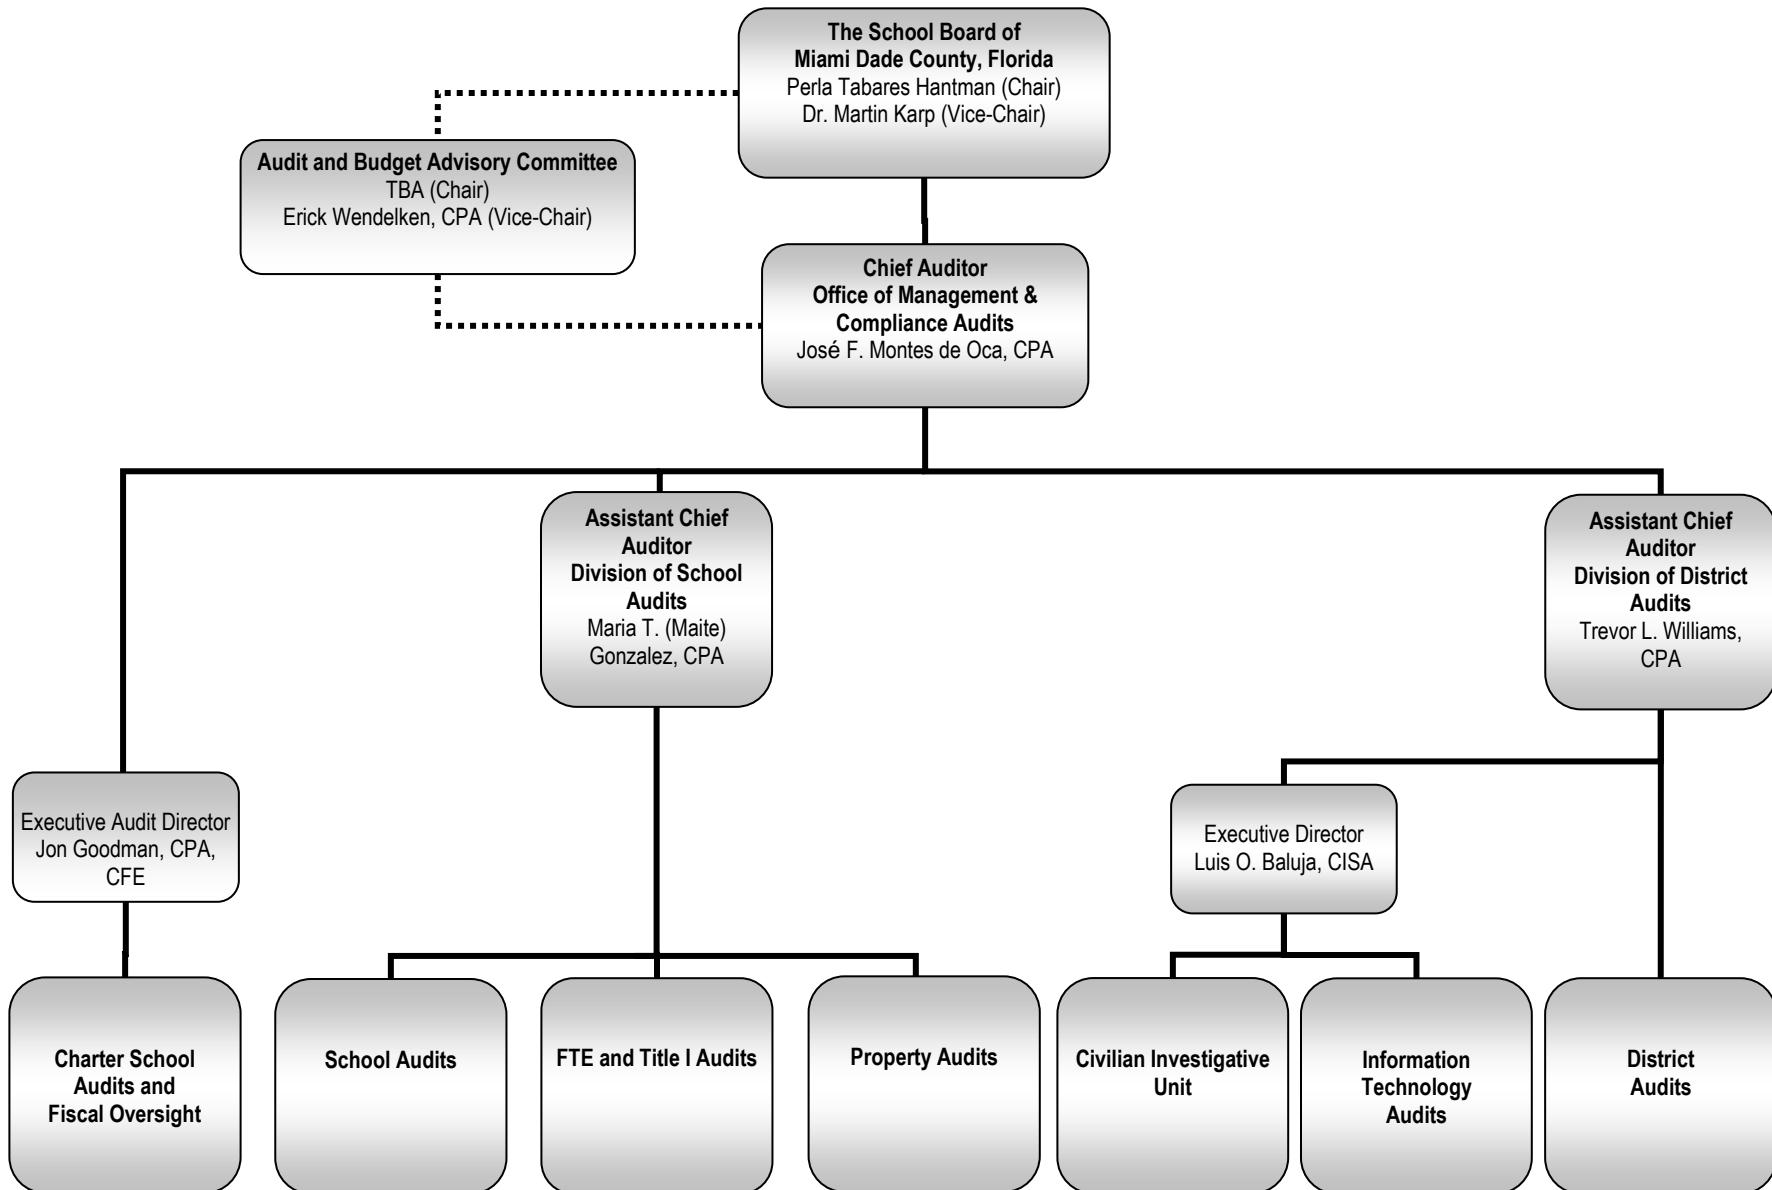 The School Board of
Miami Dade County, Florida
Perla Tabares Hantman (Chair)
Dr. Martin Karp (Vice-Chair)
Audit and Budget Advisory Committee
TBA (Chair)
Erick Wendelken, CPA (Vice-Chair)
Chief Auditor
Office of Management &
Compliance Audits
José F. Montes de Oca, CPA
Assistant Chief
Auditor
Division of School
Audits
Maria T. (Maite)
Gonzalez, CPA
Assistant Chief
Auditor
Division of District
Audits
Trevor L. Williams,
CPA
Executive Audit Director
Jon Goodman, CPA,
CFE
Executive Director
Luis O. Baluja, CISA
Charter School
Audits and
Fiscal Oversight
School Audits
FTE and Title I Audits
Property Audits
Civilian Investigative
Unit
Information
Technology
Audits
District
Audits